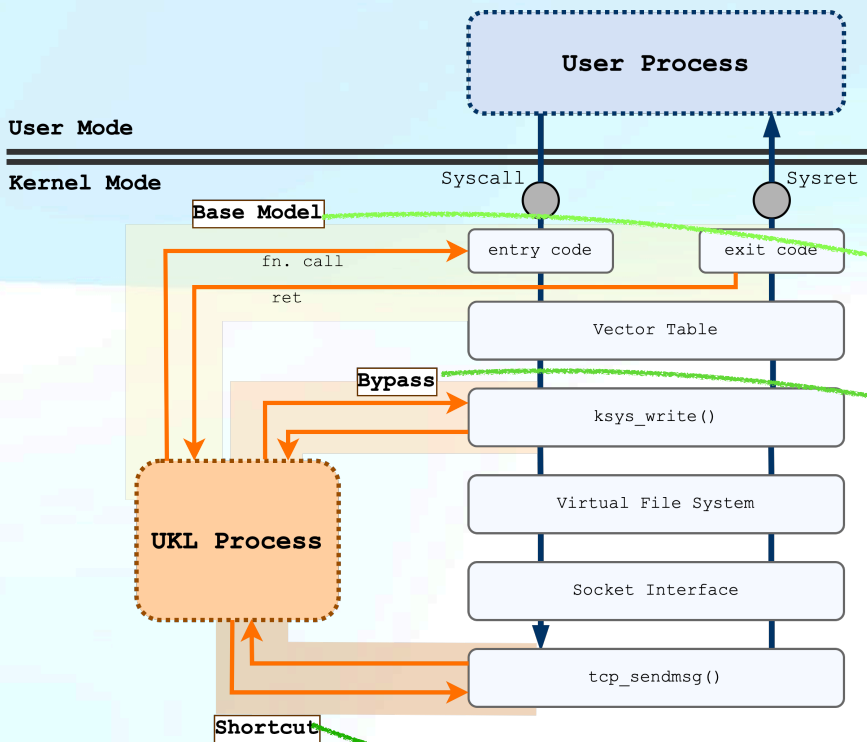 User Process
User Mode
Kernel Mode
Syscall
Sysret
Base Model
entry code
exit code
fn. call
ret
Vector Table
Bypass
ksys_write()
Virtual File System
UKL Process
Socket Interface
tcp_sendmsg()
Shortcut